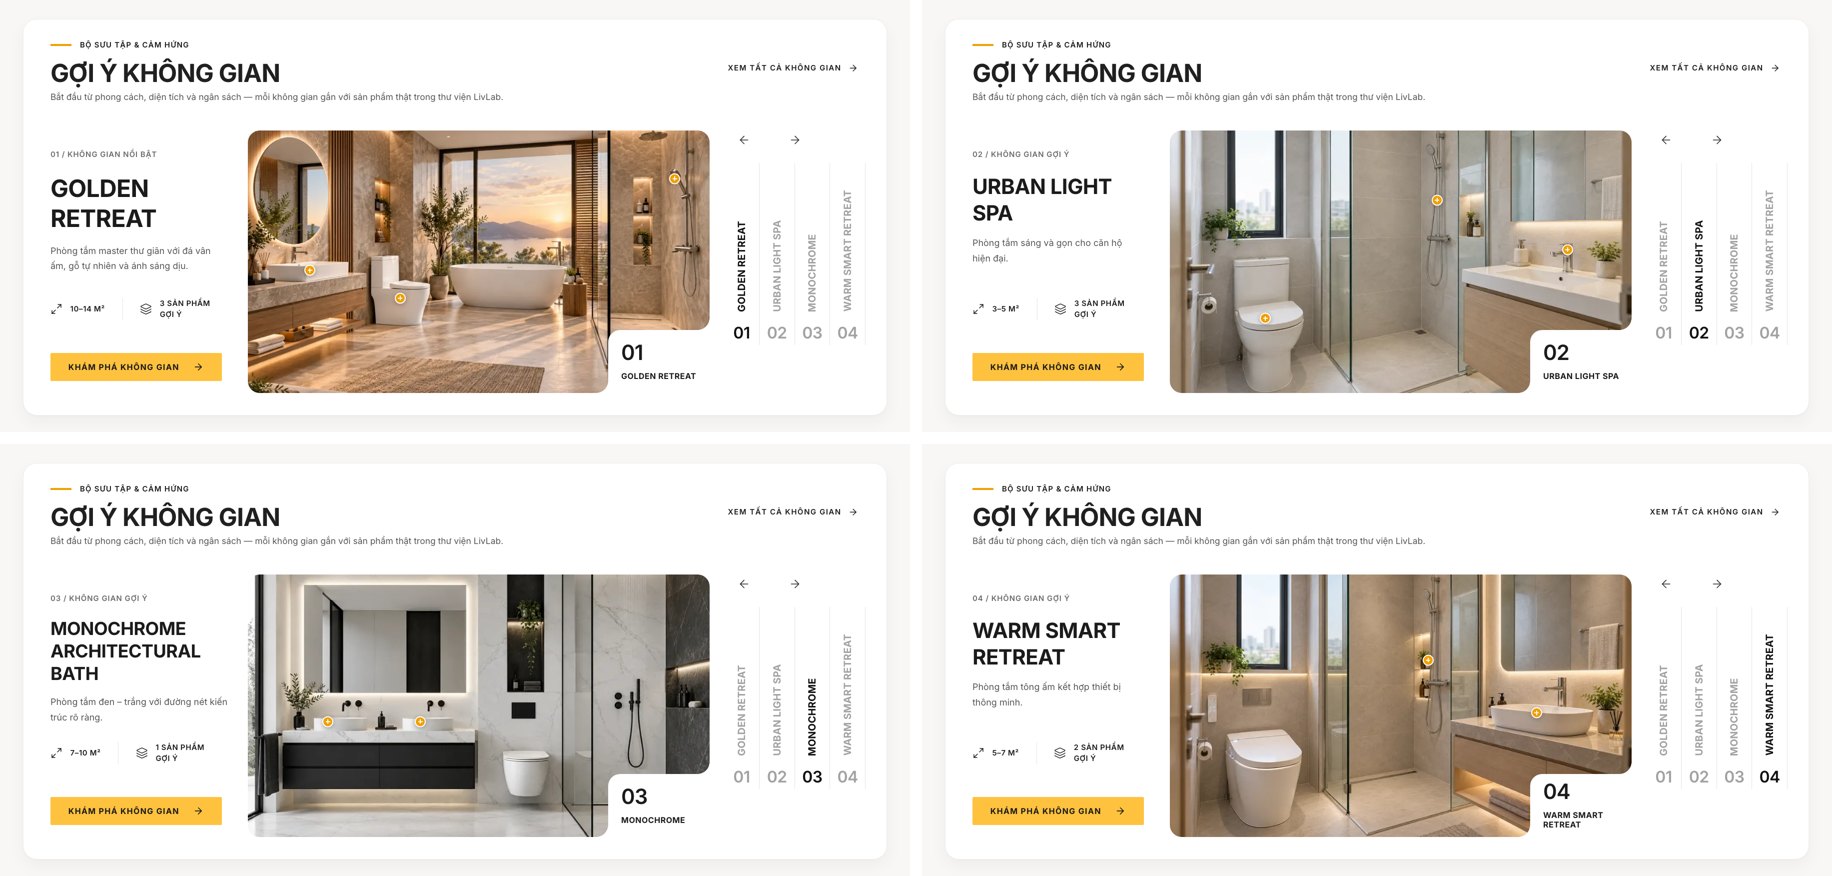 BỘ SƯU TẬP & CẢM HỨNG
GỢI Ý KHÔNG GIAN
Bắt đầu từ phong cách, diện tích và ngân sách — mỗi không gian gắn với sản phẩm thật trong thư viện LivLab.
XEM TẤT CẢ KHÔNG GIAN
01 / KHÔNG GIAN NỔI BẬT
GOLDEN
RETREAT
Phòng tắm master thư giãn với đá vân
ấm, gỗ tự nhiên và ánh sáng dịu.
10–14 M²
3 SẢN PHẨM
GỢI Ý
KHÁM PHÁ KHÔNG GIAN
01
GOLDEN RETREAT
GOLDEN RETREAT
URBAN LIGHT SPA
MONOCHROME
WARM SMART RETREAT
01
02
03
04
BỘ SƯU TẬP & CẢM HỨNG
GỢI Ý KHÔNG GIAN
Bắt đầu từ phong cách, diện tích và ngân sách — mỗi không gian gắn với sản phẩm thật trong thư viện LivLab.
XEM TẤT CẢ KHÔNG GIAN
02 / KHÔNG GIAN GỢI Ý
URBAN LIGHT
SPA
Phòng tắm sáng và gọn cho căn hộ
hiện đại.
3–5 M²
3 SẢN PHẨM
GỢI Ý
KHÁM PHÁ KHÔNG GIAN
02
URBAN LIGHT SPA
GOLDEN RETREAT
URBAN LIGHT SPA
MONOCHROME
WARM SMART RETREAT
01
02
03
04
BỘ SƯU TẬP & CẢM HỨNG
GỢI Ý KHÔNG GIAN
Bắt đầu từ phong cách, diện tích và ngân sách — mỗi không gian gắn với sản phẩm thật trong thư viện LivLab.
XEM TẤT CẢ KHÔNG GIAN
03 / KHÔNG GIAN GỢI Ý
MONOCHROME
ARCHITECTURAL
BATH
Phòng tắm đen – trắng với đường nét kiến
trúc rõ ràng.
7–10 M²
1 SẢN PHẨM
GỢI Ý
KHÁM PHÁ KHÔNG GIAN
03
MONOCHROME
GOLDEN RETREAT
URBAN LIGHT SPA
MONOCHROME
WARM SMART RETREAT
01
02
03
04
BỘ SƯU TẬP & CẢM HỨNG
GỢI Ý KHÔNG GIAN
Bắt đầu từ phong cách, diện tích và ngân sách — mỗi không gian gắn với sản phẩm thật trong thư viện LivLab.
XEM TẤT CẢ KHÔNG GIAN
04 / KHÔNG GIAN GỢI Ý
WARM SMART
RETREAT
Phòng tắm tông ấm kết hợp thiết bị
thông minh.
5–7 M²
2 SẢN PHẨM
GỢI Ý
KHÁM PHÁ KHÔNG GIAN
04
WARM SMART
RETREAT
GOLDEN RETREAT
URBAN LIGHT SPA
MONOCHROME
WARM SMART RETREAT
01
02
03
04